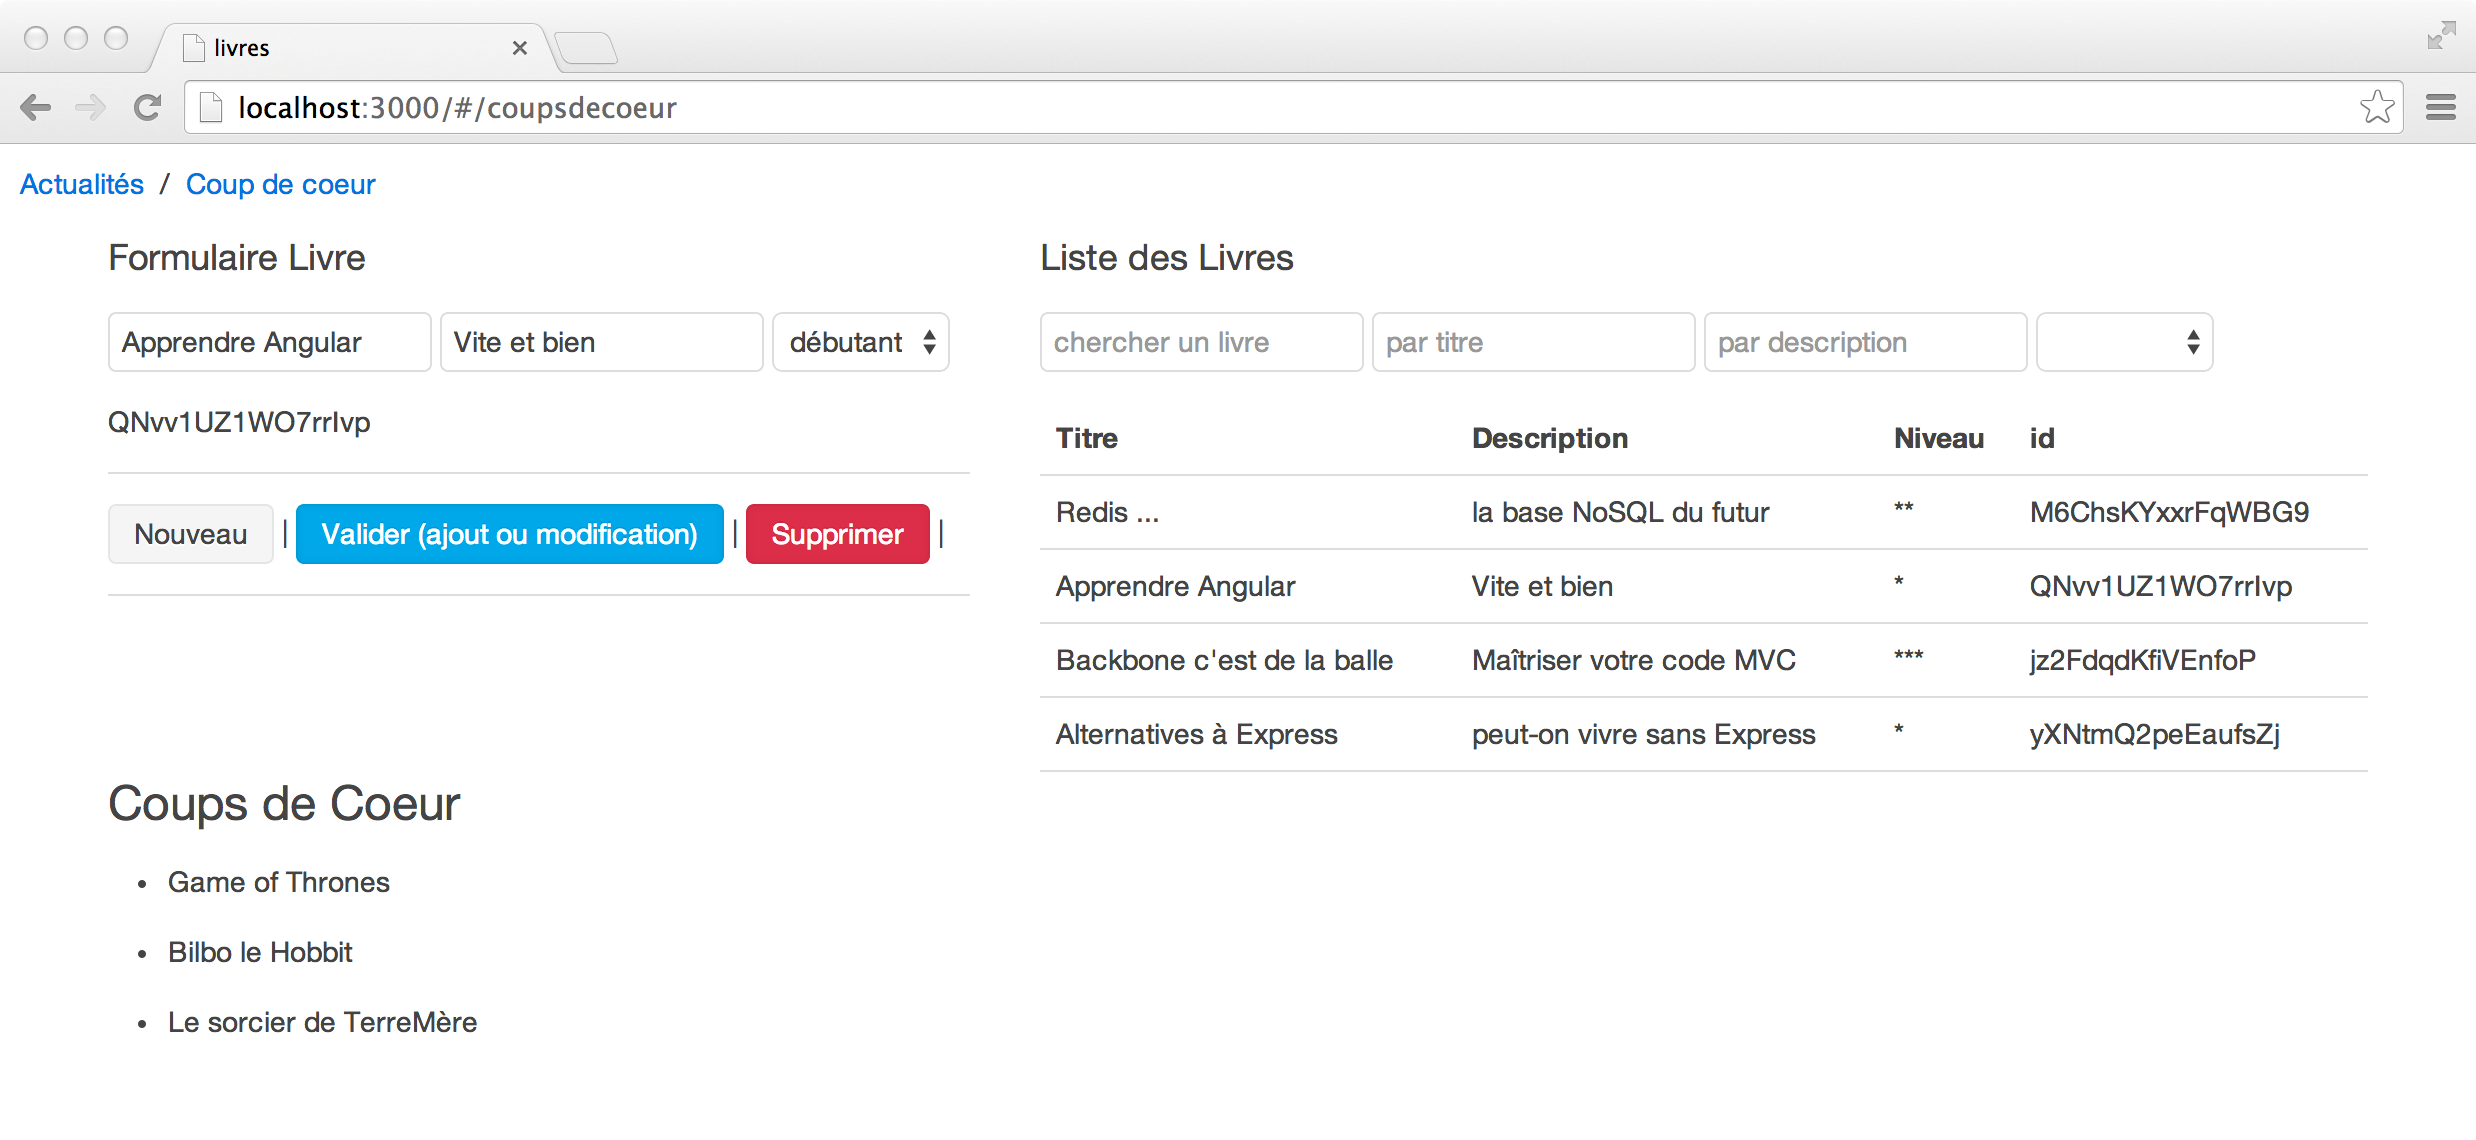 livres
localhost:3000/#/coupsdecoeur
Actualités / Coup de coeur
Formulaire Livre
Apprendre Angular Vite et bien débutant
QNvv1UZ1WO7rrIvp
Nouveau | Valider (ajout ou modification) | Supprimer |
Liste des Livres
chercher un livre par titre par description
Titre Description Niveau id
Redis ... la base NoSQL du futur ** M6ChsKYxxrFqWBG9
Apprendre Angular Vite et bien * QNvv1UZ1WO7rrIvp
Backbone c'est de la balle Maîtriser votre code MVC *** jz2FdqdKfiVEnfoP
Alternatives à Express peut-on vivre sans Express * yXNtmQ2peEaufsZj
Coups de Coeur
• Game of Thrones
• Bilbo le Hobbit
• Le sorcier de TerreMère